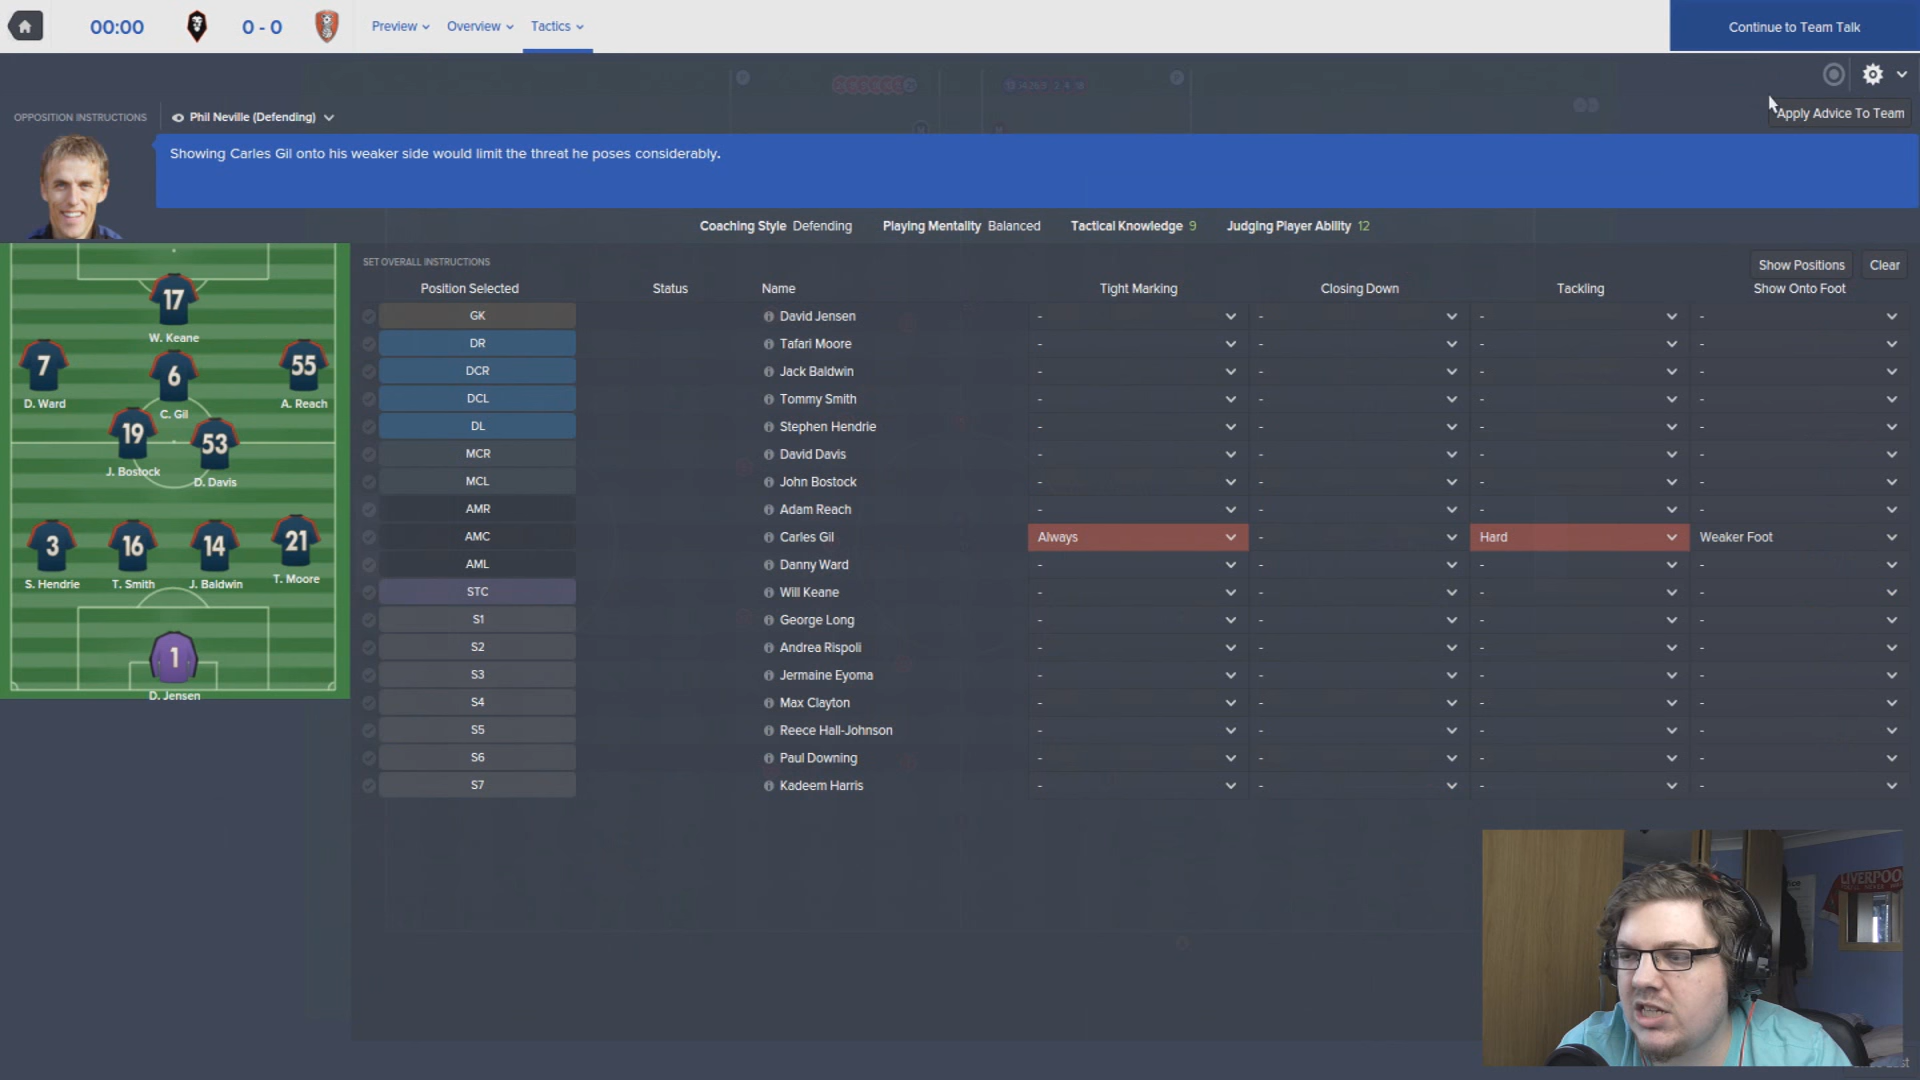 00:00 0 - 0 Preview Overview Tactics Continue to Team Talk
OPPOSITION INSTRUCTIONS Phil Neville (Defending) Apply Advice To Team
Showing Carles Gil onto his weaker side would limit the threat he poses considerably.
Coaching Style Defending Playing Mentality Balanced Tactical Knowledge 9 Judging Player Ability 12
SET OVERALL INSTRUCTIONS Show Positions Clear
Position Selected Status Name Tight Marking Closing Down Tackling Show Onto Foot
GK David Jensen - - - -
DR Tafari Moore - - - -
DCR Jack Baldwin - - - -
DCL Tommy Smith - - - -
DL Stephen Hendrie - - - -
MCR David Davis - - - -
MCL John Bostock - - - -
AMR Adam Reach - - - -
AMC Carles Gil Always - Hard Weaker Foot
AML Danny Ward - - - -
STC Will Keane - - - -
S1 George Long - - - -
S2 Andrea Rispoli - - - -
S3 Jermaine Eyoma - - - -
S4 Max Clayton - - - -
S5 Reece Hall-Johnson - - - -
S6 Paul Downing - - - -
S7 Kadeem Harris - - - -
17
W. Keane
7 6 55
D. Ward C. Gil A. Reach
19 53
J. Bostock D. Davis
3 16 14 21
S. Hendrie T. Smith J. Baldwin T. Moore
1
D. Jensen
LIVERPOO